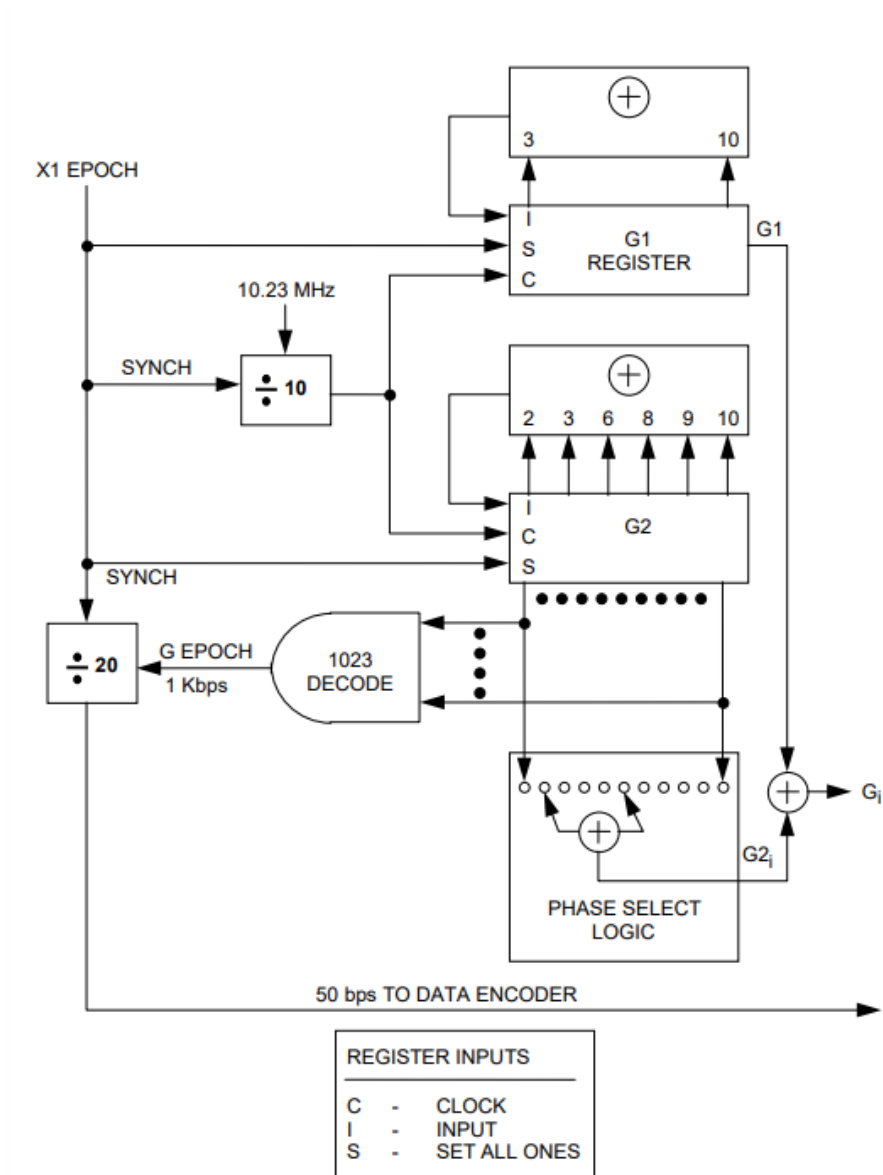 3 10
X1 EPOCH
I
S
C
G1
REGISTER
G1
10.23 MHz
SYNCH
÷ 10
2 3 6 8 9 10
I
C
S
G2
SYNCH
÷ 20
G EPOCH
1 Kbps
1023
DECODE
Gi
G2i
PHASE SELECT
LOGIC
50 bps TO DATA ENCODER
REGISTER INPUTS
C - CLOCK
I - INPUT
S - SET ALL ONES